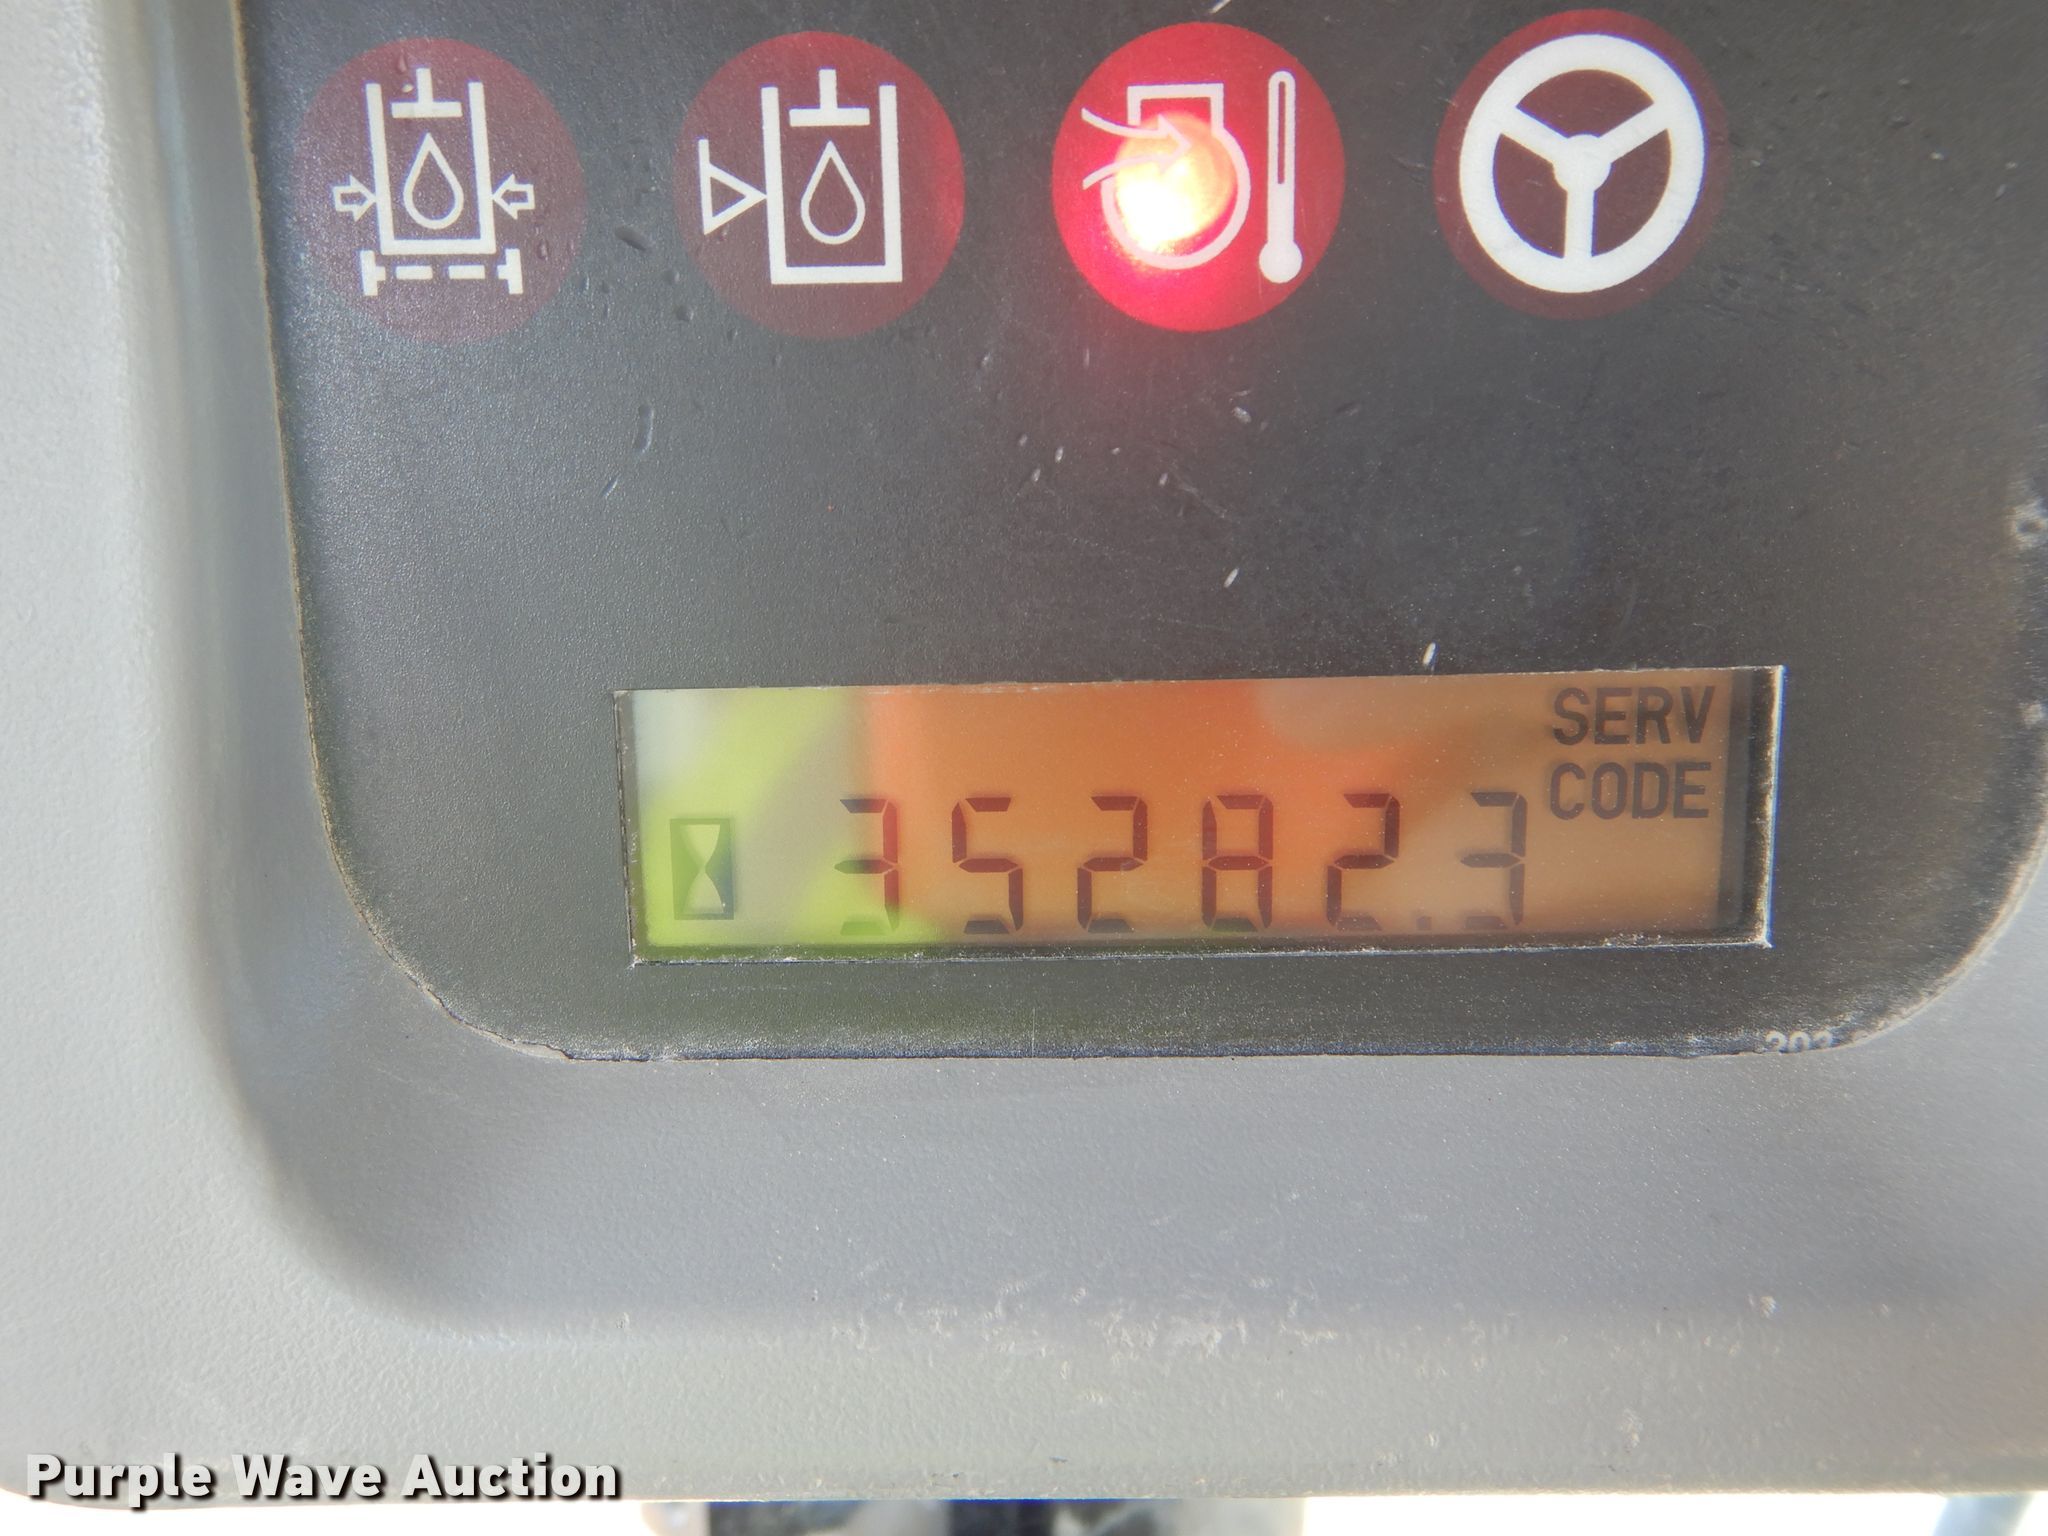 SERV
CODE
35282.3
Purple Wave Auction